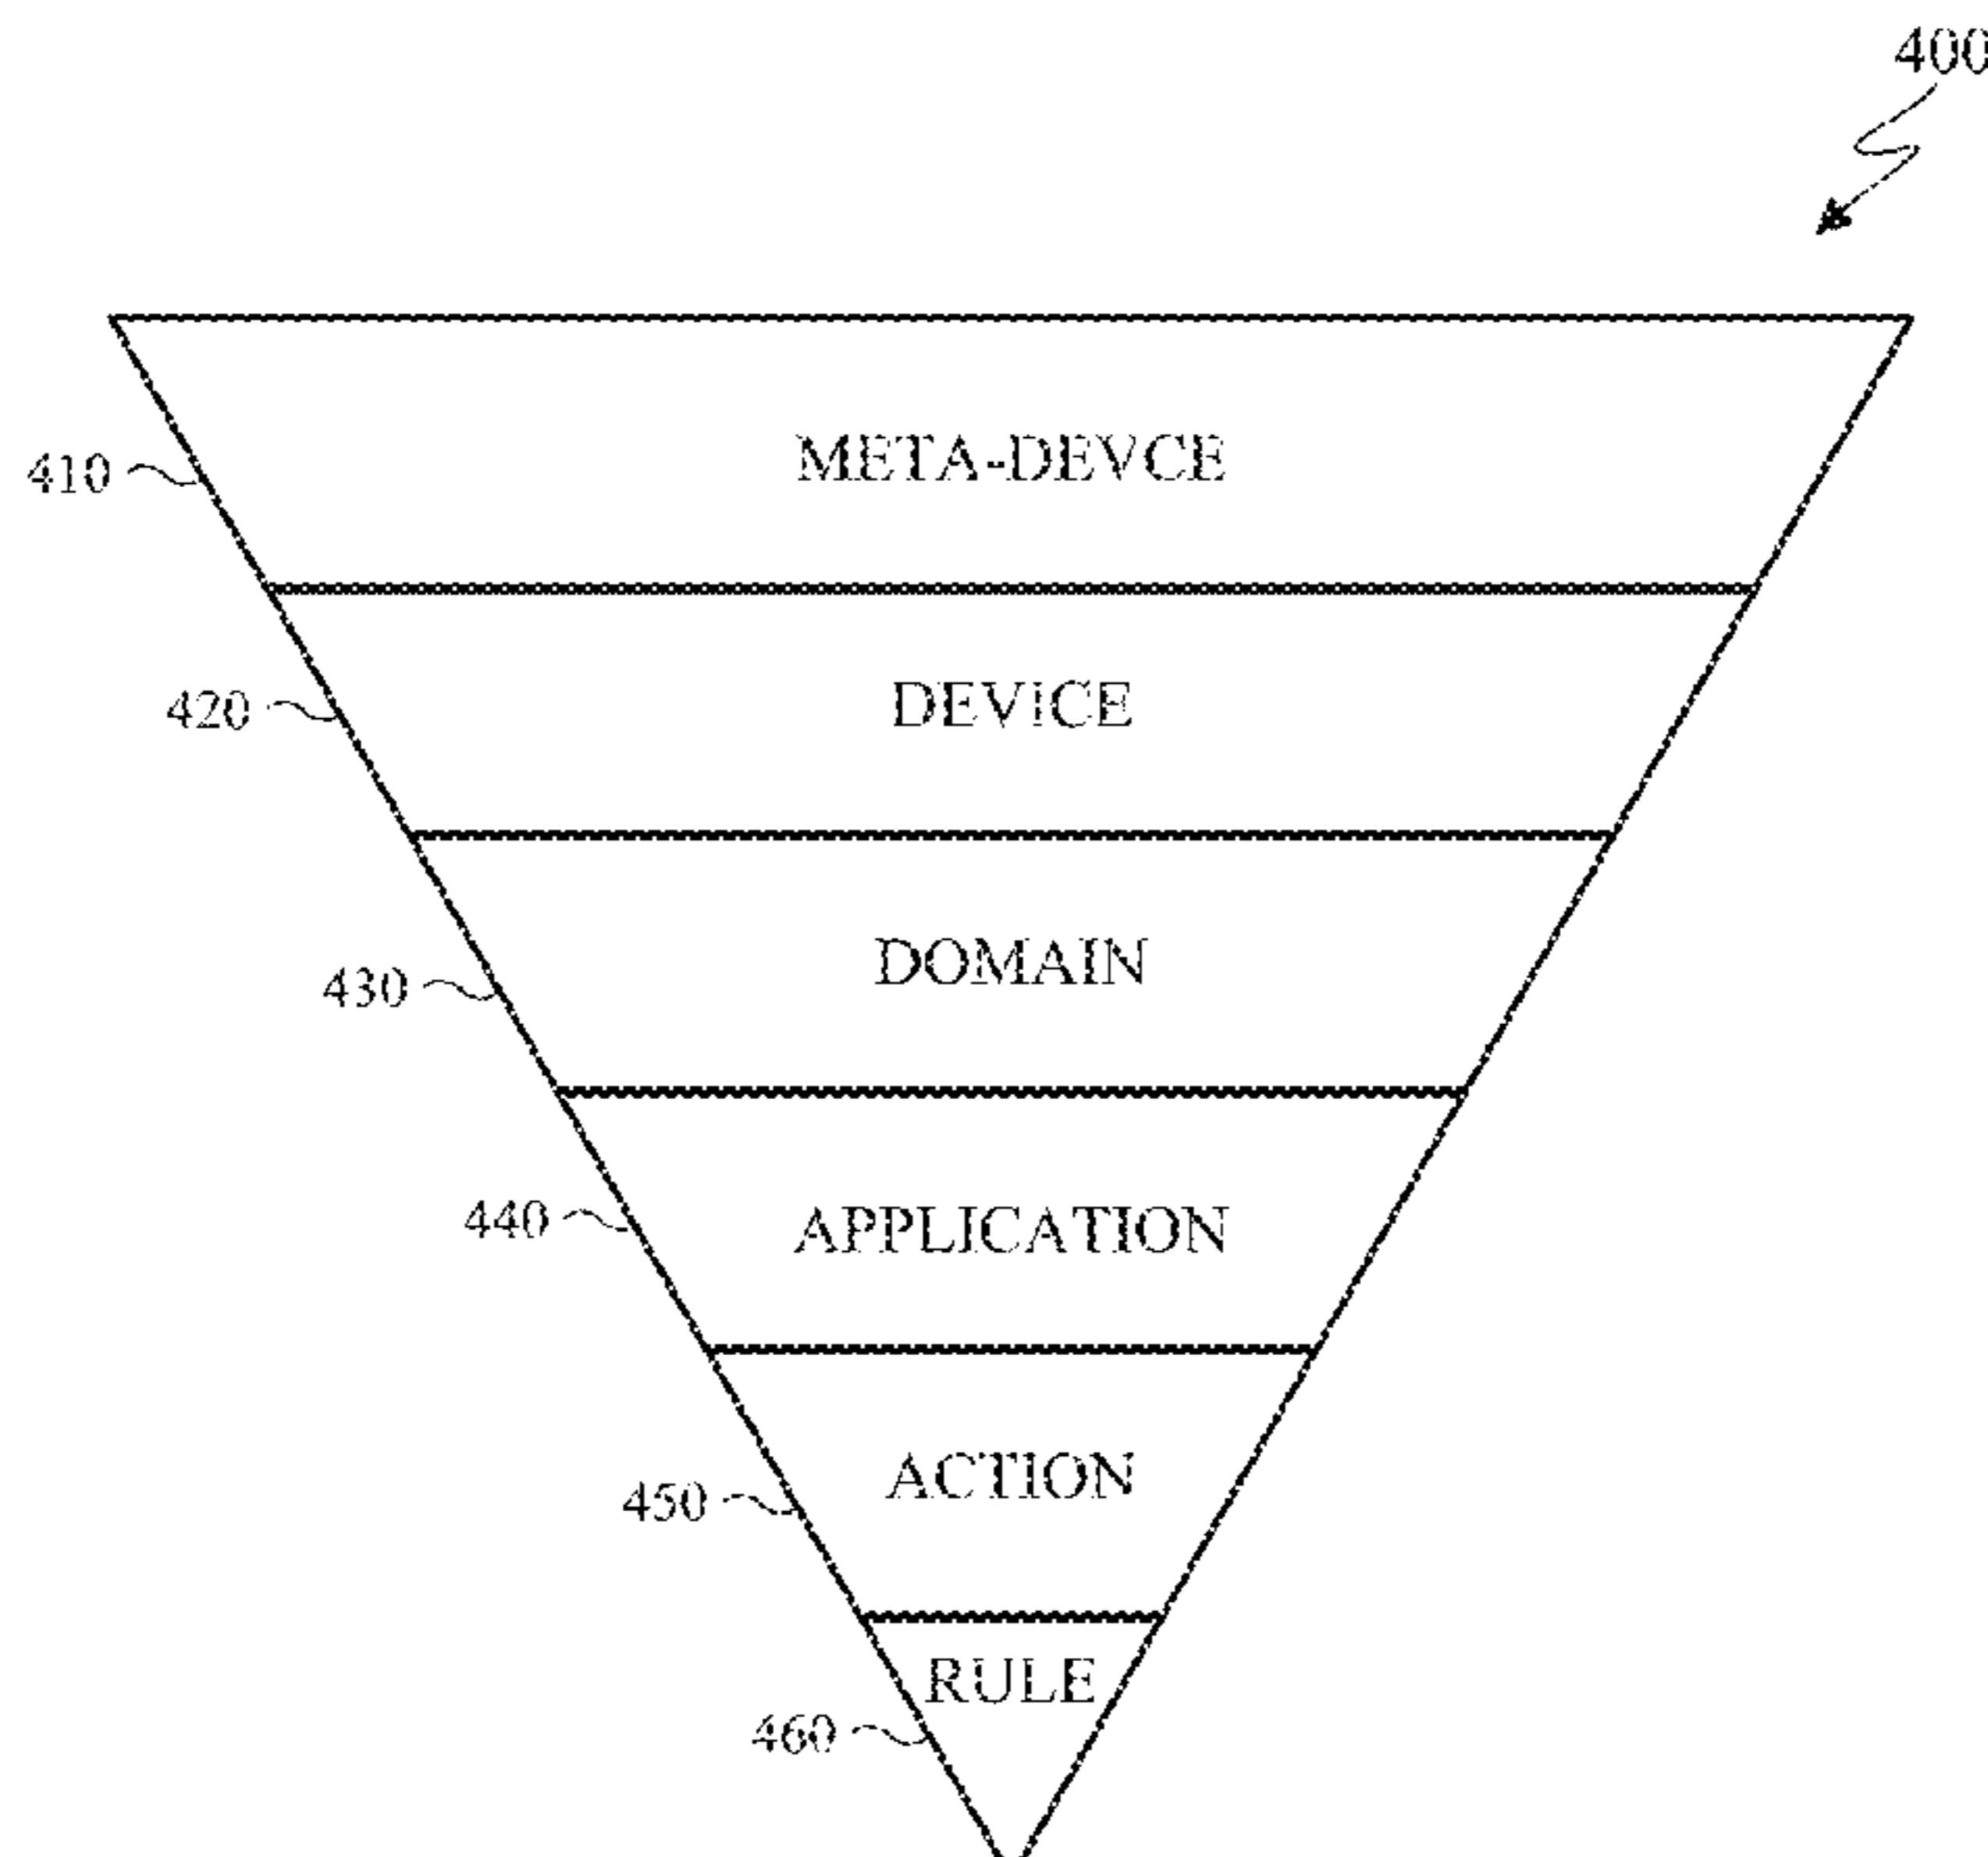 400
META-DEVCE
410
DEVICE
420
DOMAIN
430
APPLICATION
440
ACTION
450
RULE
460